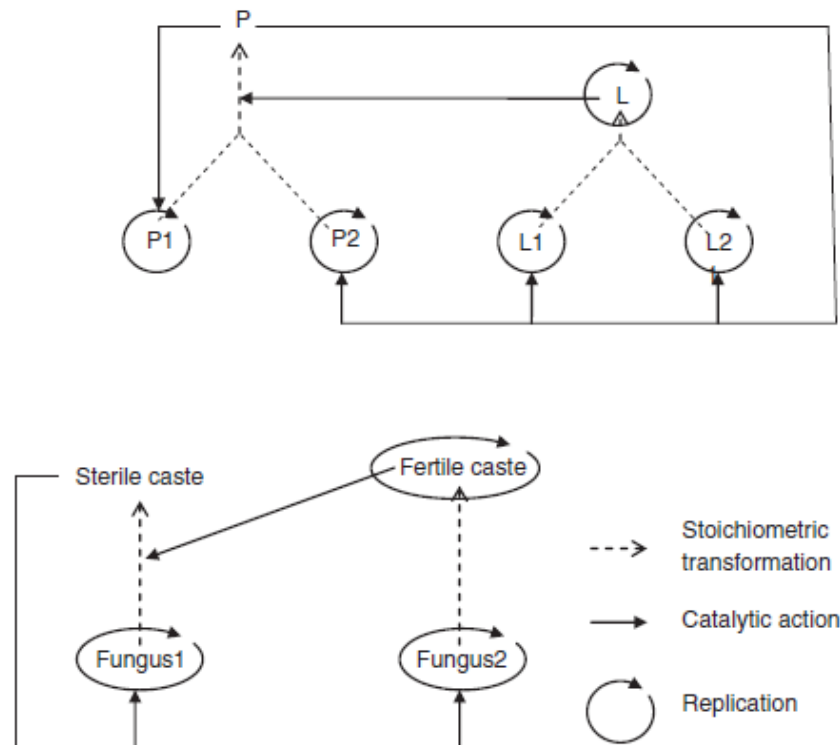 P
L
P1
P2
L1
L2
Sterile caste
Fertile caste
Fungus1
Fungus2
Stoichiometric
transformation
Catalytic action
Replication